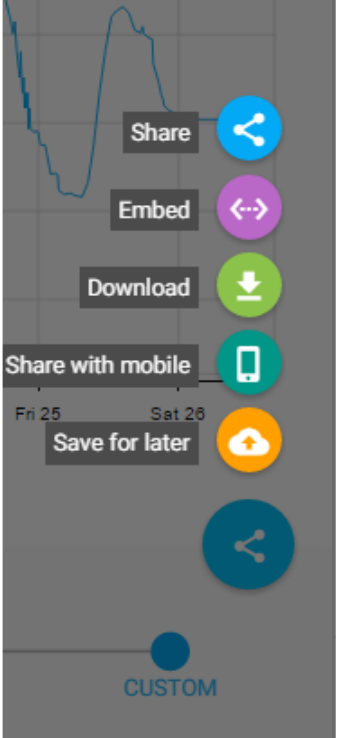 Share
Embed
Download
Share with mobile
Fri 25
Sat 26
Save for later
CUSTOM